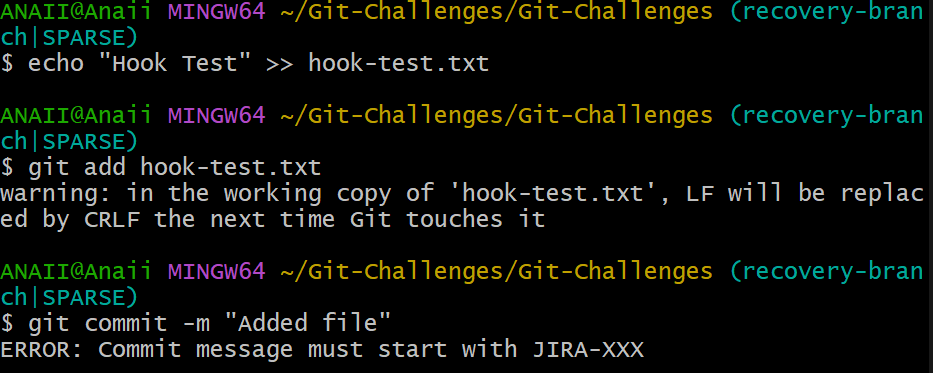 ANAII@Anaii MINGW64 ~/Git-Challenges/Git-Challenges (recovery-bran
ch|SPARSE)
$ echo "Hook Test" >> hook-test.txt
ANAII@Anaii MINGW64 ~/Git-Challenges/Git-Challenges (recovery-bran
ch|SPARSE)
$ git add hook-test.txt
warning: in the working copy of 'hook-test.txt', LF will be replac
ed by CRLF the next time Git touches it
ANAII@Anaii MINGW64 ~/Git-Challenges/Git-Challenges (recovery-bran
ch|SPARSE)
$ git commit -m "Added file"
ERROR: Commit message must start with JIRA-XXX